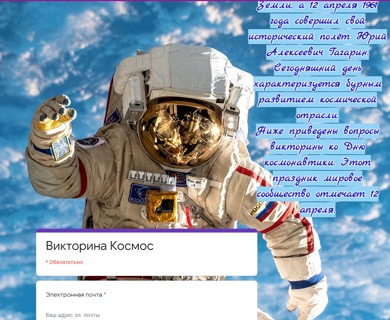 Земли, а 12 апреля 1961
года совершил свой
исторический полёт Юрий
Алексеевич Гагарин.
Сегодняшний день
характеризуется бурным
развитием космической
отрасли.
Ниже приведены вопросы
викторины ко Дню
космонавтики. Этот
праздник мировое
сообщество отмечает 12
апреля.
Викторина Космос
* Обязательно
Электронная почта *
Ваш адрес эл. почты